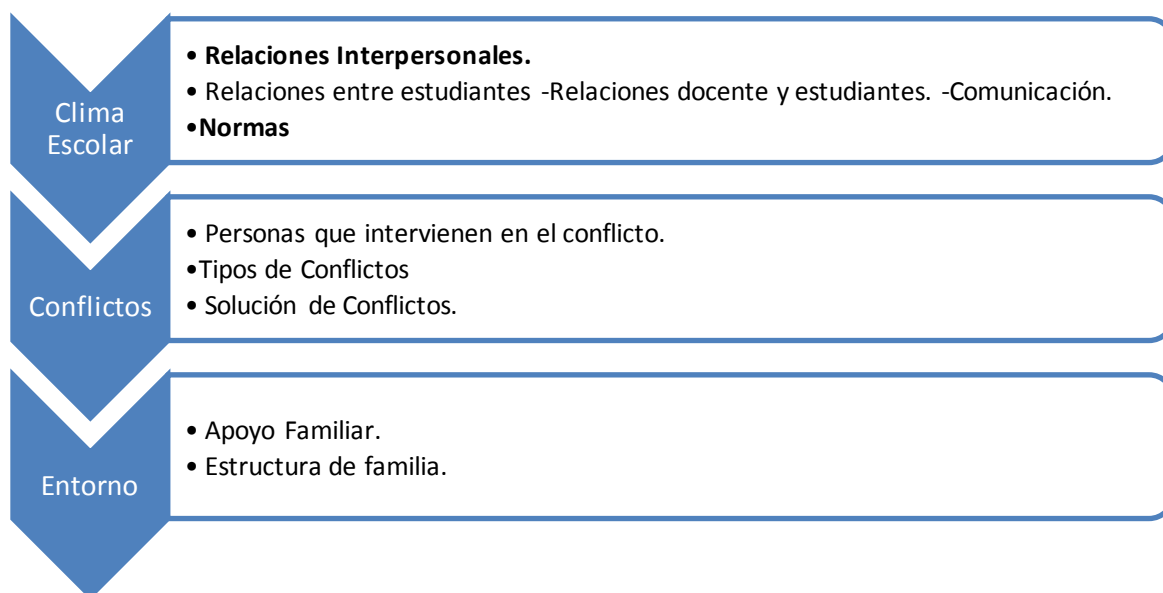 Clima
Escolar
• Relaciones Interpersonales.
• Relaciones entre estudiantes -Relaciones docente y estudiantes. -Comunicación.
•Normas
Conflictos
• Personas que intervienen en el conflicto.
•Tipos de Conflictos
• Solución de Conflictos.
Entorno
• Apoyo Familiar.
• Estructura de familia.